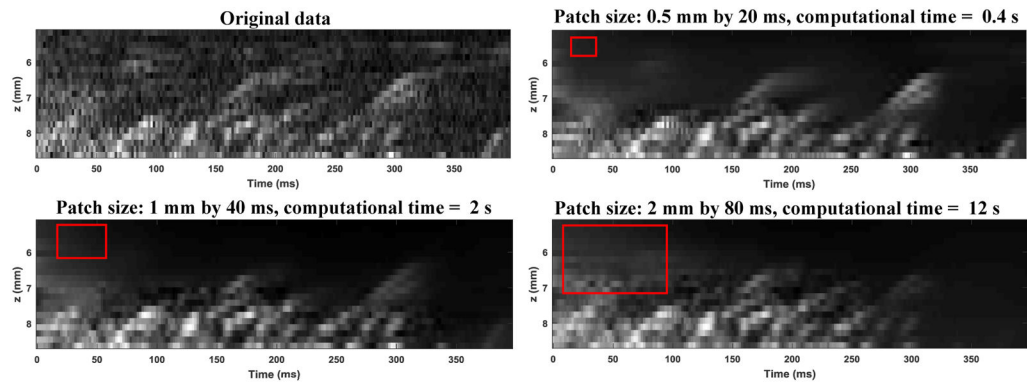 Original data
6
7
8
z (mm)
0 50 100 150 200 250 300 350
Time (ms)
Patch size: 0.5 mm by 20 ms, computational time = 0.4 s
6
7
8
z (mm)
0 50 100 150 200 250 300 350
Time (ms)
Patch size: 1 mm by 40 ms, computational time = 2 s
6
7
8
z (mm)
0 50 100 150 200 250 300 350
Time (ms)
Patch size: 2 mm by 80 ms, computational time = 12 s
6
7
8
z (mm)
0 50 100 150 200 250 300 350
Time (ms)